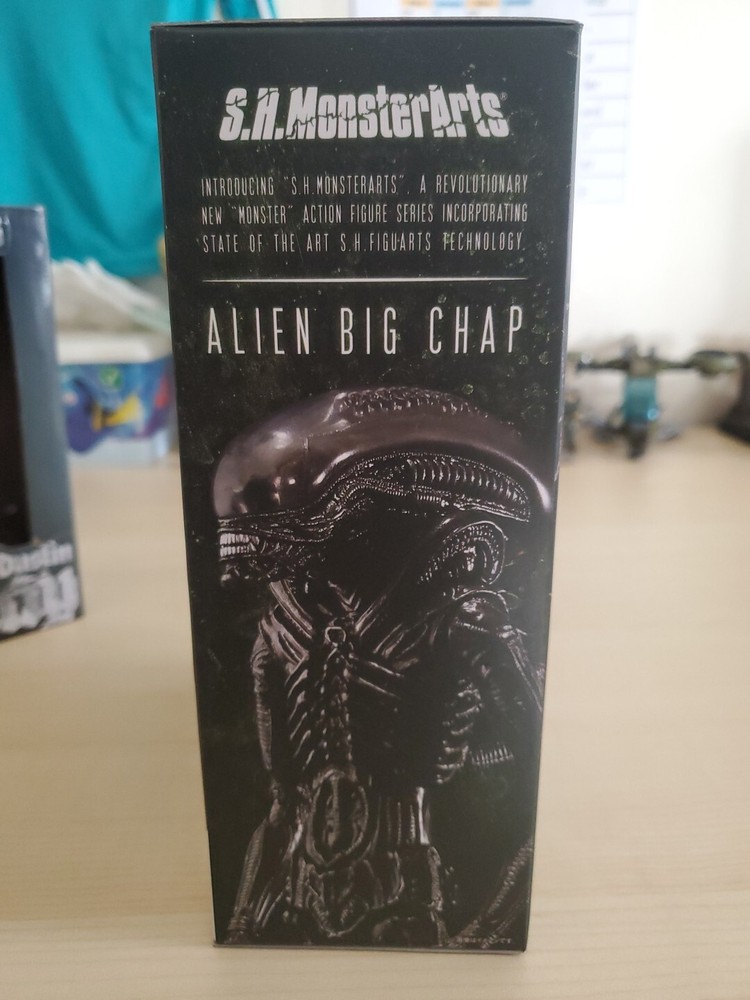 S.H.MonsterArts
INTRODUCING "S.H.MONSTERARTS", A REVOLUTIONARY
NEW "MONSTER" ACTION FIGURE SERIES INCORPORATING
STATE OF THE ART S.H.FIGUARTS TECHNOLOGY.
ALIEN BIG CHAP
Dustin